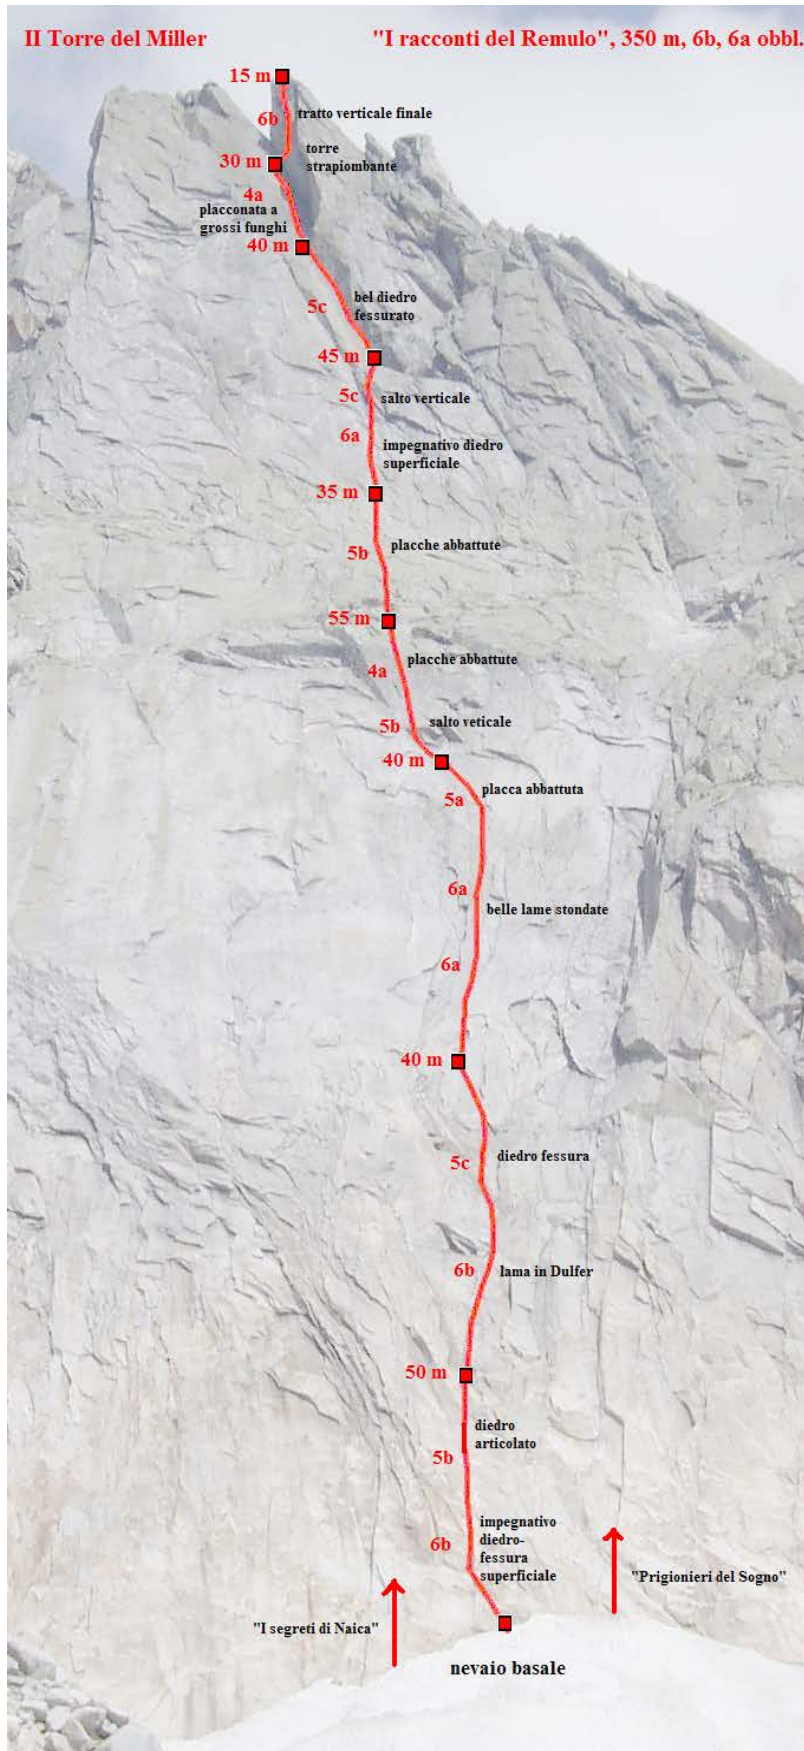 II Torre del Miller
"I racconti del Remulo", 350 m, 6b, 6a obbl.
15 m
6b
tratto verticale finale
torre
strapiombante
30 m
4a
placconata a
grossi funghi
40 m
5c
bel diedro
fessurato
45 m
5c
salto verticale
6a
impegnativo diedro
superficiale
35 m
5b
placche abbattute
55 m
4a
placche abbattute
5b
salto veticale
40 m
5a
placca abbattuta
6a
belle lame stondate
6a
40 m
5c
diedro fessura
6b
lama in Dulfer
50 m
diedro
articolato
5b
6b
impegnativo
diedro-
fessura
superficiale
"Prigionieri del Sogno"
"I segreti di Naica"
nevaio basale